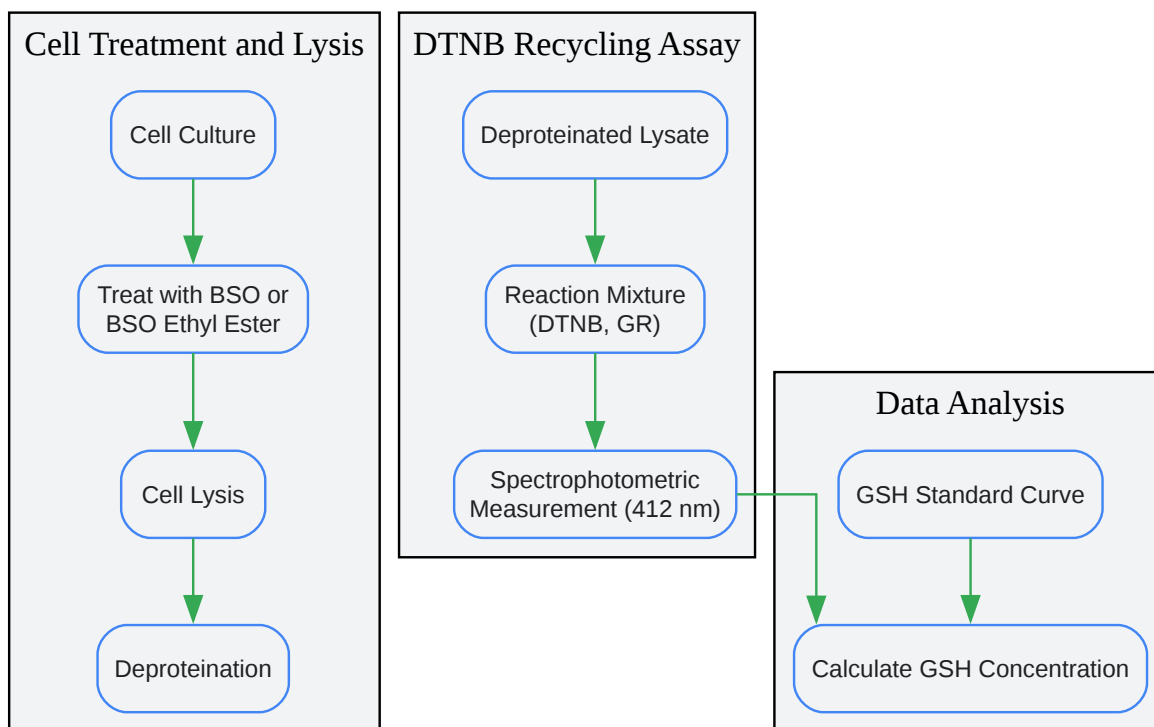 Cell Treatment and Lysis
Cell Culture
Treat with BSO or
BSO Ethyl Ester
Cell Lysis
Deproteination
DTNB Recycling Assay
Deproteinated Lysate
Reaction Mixture
(DTNB, GR)
Spectrophotometric
Measurement (412 nm)
Data Analysis
GSH Standard Curve
Calculate GSH Concentration